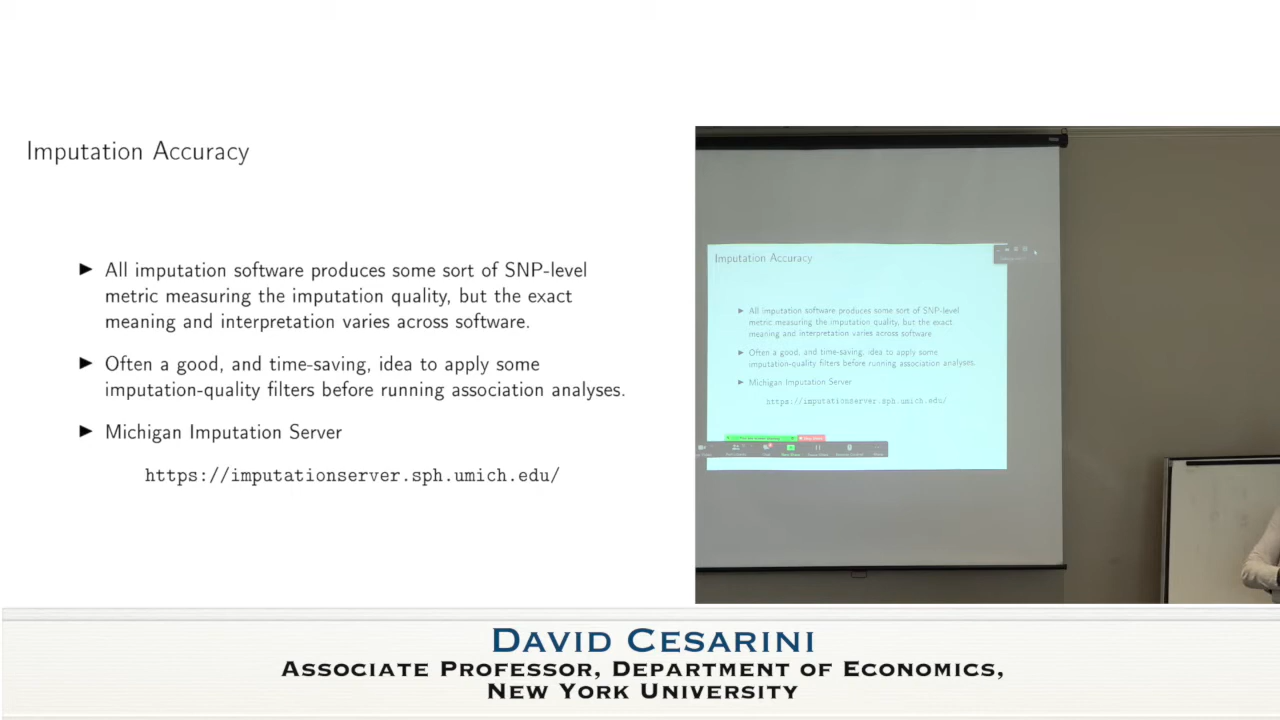 Imputation Accuracy
▶ All imputation software produces some sort of SNP-level
metric measuring the imputation quality, but the exact
meaning and interpretation varies across software.
▶ Often a good, and time-saving, idea to apply some
imputation-quality filters before running association analyses.
▶ Michigan Imputation Server
https://imputationserver.sph.umich.edu/
Imputation Accuracy
▶ All imputation software produces some sort of SNP-level
metric measuring the imputation quality, but the exact
meaning and interpretation varies across software.
▶ Often a good, and time-saving, idea to apply some
imputation-quality filters before running association analyses.
▶ Michigan Imputation Server
https://imputationserver.sph.umich.edu/
DAVID CESARINI
ASSOCIATE PROFESSOR, DEPARTMENT OF ECONOMICS,
NEW YORK UNIVERSITY